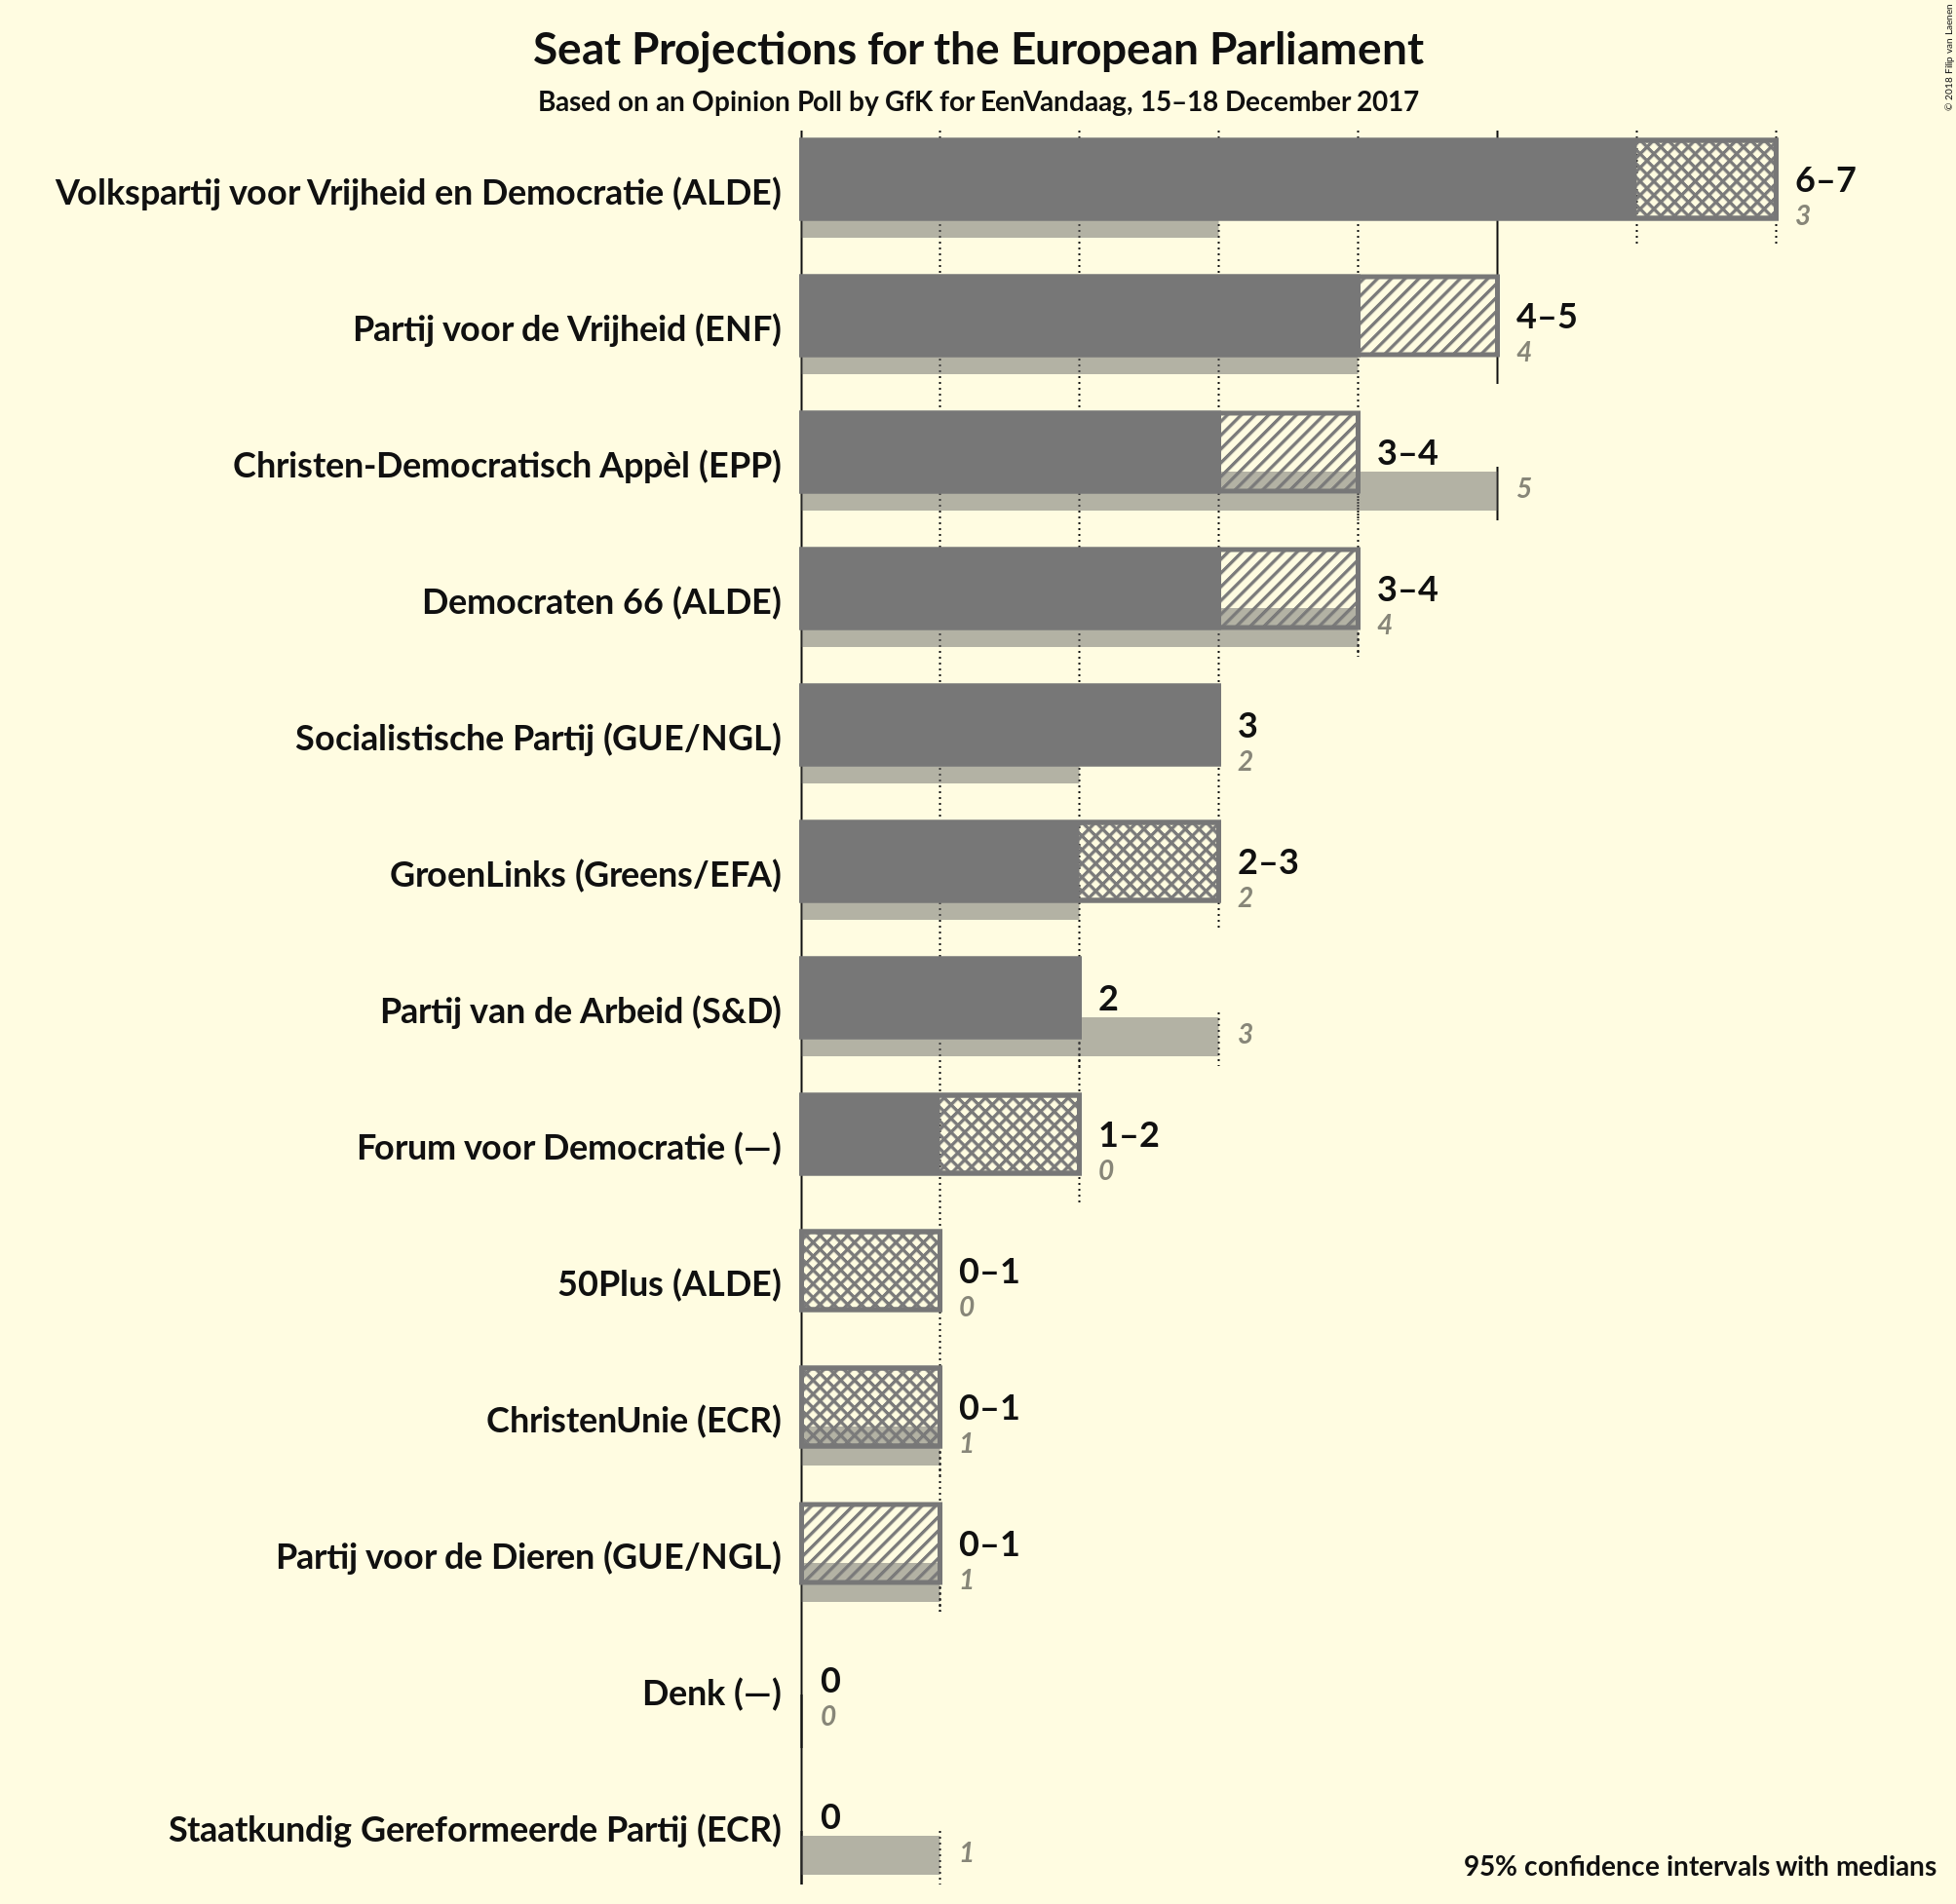 Seat Projections for the European Parliament
Based on an Opinion Poll by GfK for EenVandaag, 15–18 December 2017
© 2018 Filip van Laenen
Volkspartij voor Vrijheid en Democratie (ALDE)
6–7
3
Partij voor de Vrijheid (ENF)
4–5
4
Christen-Democratisch Appèl (EPP)
3–4
5
Democraten 66 (ALDE)
3–4
4
Socialistische Partij (GUE/NGL)
3
2
GroenLinks (Greens/EFA)
2–3
2
Partij van de Arbeid (S&D)
2
3
Forum voor Democratie (—)
1–2
0
50Plus (ALDE)
0–1
0
ChristenUnie (ECR)
0–1
1
Partij voor de Dieren (GUE/NGL)
0–1
1
Denk (—)
0
0
Staatkundig Gereformeerde Partij (ECR)
0
1
95% confidence intervals with medians